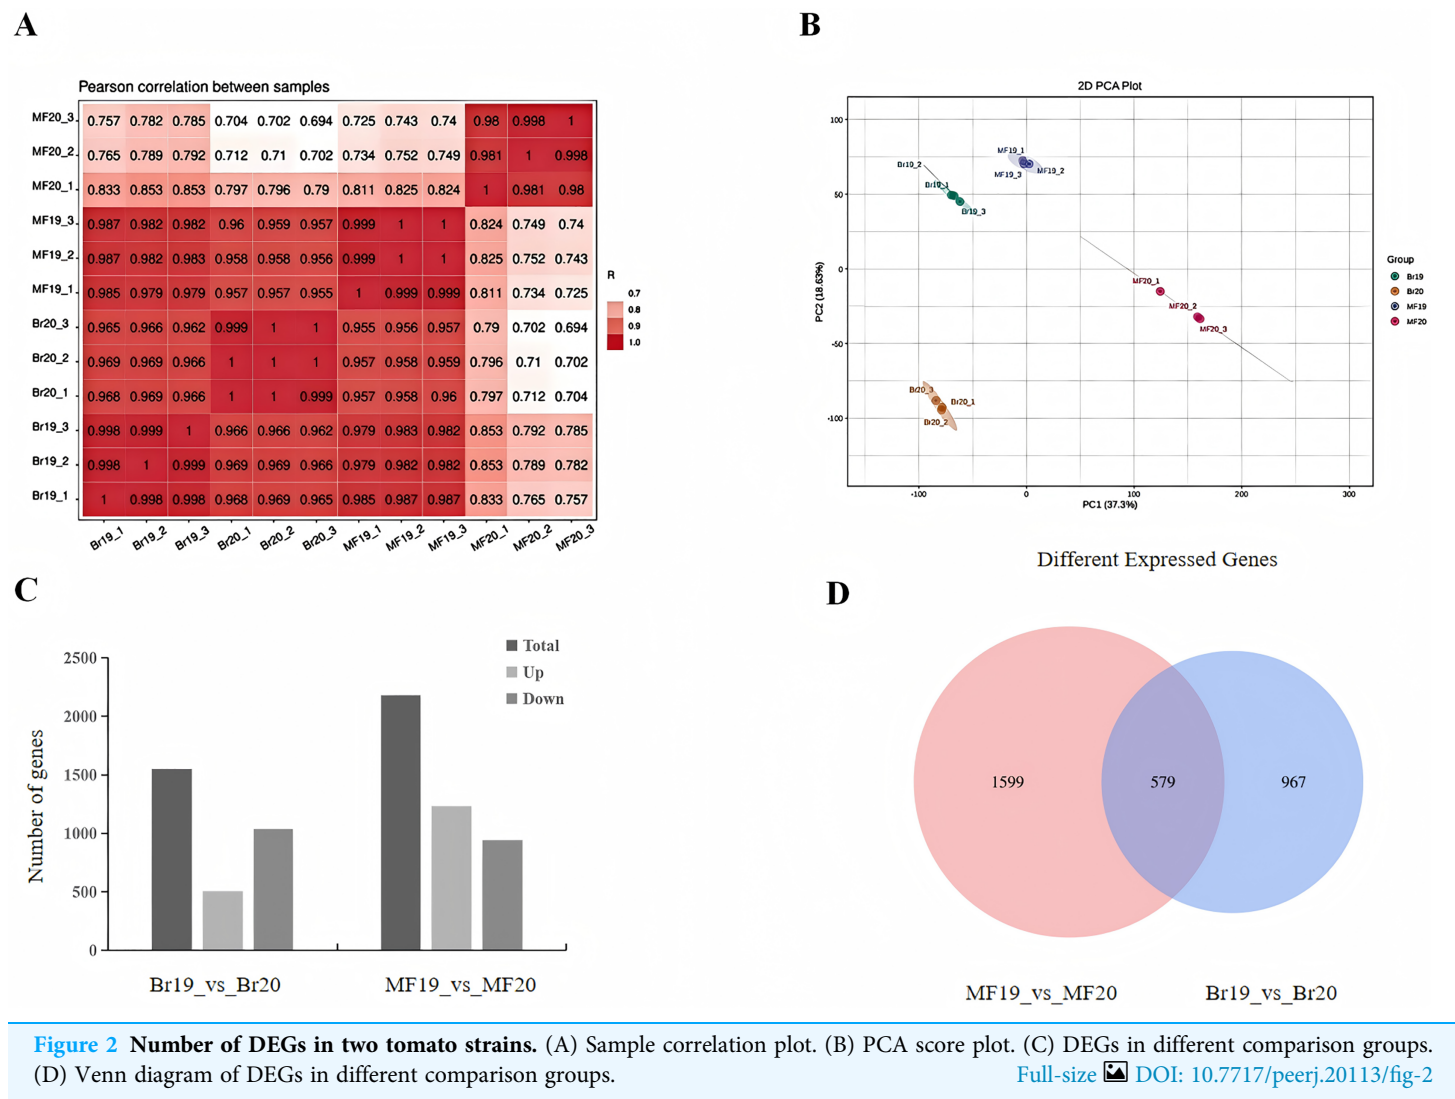 A
Pearson correlation between samples
MF20_3 0.757 0.782 0.785 0.704 0.702 0.694 0.725 0.743 0.74 0.98 0.998 1
MF20_2 0.765 0.789 0.792 0.712 0.71 0.702 0.734 0.752 0.749 0.981 1 0.998
MF20_1 0.833 0.853 0.853 0.797 0.796 0.79 0.811 0.825 0.824 1 0.981 0.98
MF19_3 0.987 0.982 0.982 0.96 0.959 0.957 0.999 1 1 0.824 0.749 0.74
MF19_2 0.987 0.982 0.983 0.958 0.958 0.956 0.999 1 1 0.825 0.752 0.743
MF19_1 0.985 0.979 0.979 0.957 0.957 0.955 1 0.999 0.999 0.811 0.734 0.725
Br20_3 0.965 0.966 0.962 0.999 1 1 0.955 0.956 0.957 0.79 0.702 0.694
Br20_2 0.969 0.969 0.966 1 1 1 0.957 0.958 0.959 0.796 0.71 0.702
Br20_1 0.968 0.969 0.966 1 1 0.999 0.957 0.958 0.96 0.797 0.712 0.704
Br19_3 0.998 0.999 1 0.966 0.966 0.962 0.979 0.983 0.982 0.853 0.792 0.785
Br19_2 0.998 1 0.999 0.969 0.969 0.966 0.979 0.982 0.982 0.853 0.789 0.782
Br19_1 1 0.998 0.998 0.968 0.969 0.965 0.985 0.987 0.987 0.833 0.765 0.757
Br19_1 Br19_2 Br19_3 Br20_1 Br20_2 Br20_3 MF19_1 MF19_2 MF19_3 MF20_1 MF20_2 MF20_3
R
0.7
0.8
0.9
1.0
B
2D PCA Plot
100
50
0
-50
-100
PC2 (18.63%)
MF19_1
MF19_2
MF19_3
Br19_2
Br19_1
Br19_3
MF20_1
MF20_2
MF20_3
Br20_3
Br20_1
Br20_2
-100 0 100 200 300
PC1 (37.3%)
Group
Br19
Br20
MF19
MF20
C
Total
Up
Down
2500
2000
1500
1000
500
0
Number of genes
Br19_vs_Br20 MF19_vs_MF20
Different Expressed Genes
D
1599 579 967
MF19_vs_MF20 Br19_vs_Br20
Figure 2 Number of DEGs in two tomato strains. (A) Sample correlation plot. (B) PCA score plot. (C) DEGs in different comparison groups.
(D) Venn diagram of DEGs in different comparison groups. Full-size DOI: 10.7717/peerj.20113/fig-2